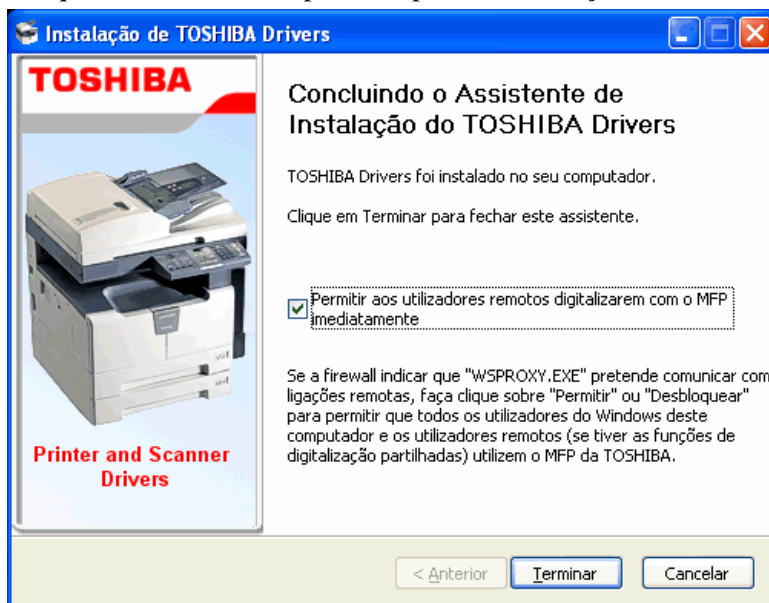 Instalação de TOSHIBA Drivers
TOSHIBA
Printer and Scanner
Drivers
Concluindo o Assistente de
Instalação do TOSHIBA Drivers
TOSHIBA Drivers foi instalado no seu computador.
Clique em Terminar para fechar este assistente.
Permitir aos utilizadores remotos digitalizarem com o MFP
imediatamente
Se a firewall indicar que "WSPROXY.EXE" pretende comunicar com
ligações remotas, faça clique sobre "Permitir" ou "Desbloquear"
para permitir que todos os utilizadores do Windows deste
computador e os utilizadores remotos (se tiver as funções de
digitalização partilhadas) utilizem o MFP da TOSHIBA.
< Anterior
Terminar
Cancelar